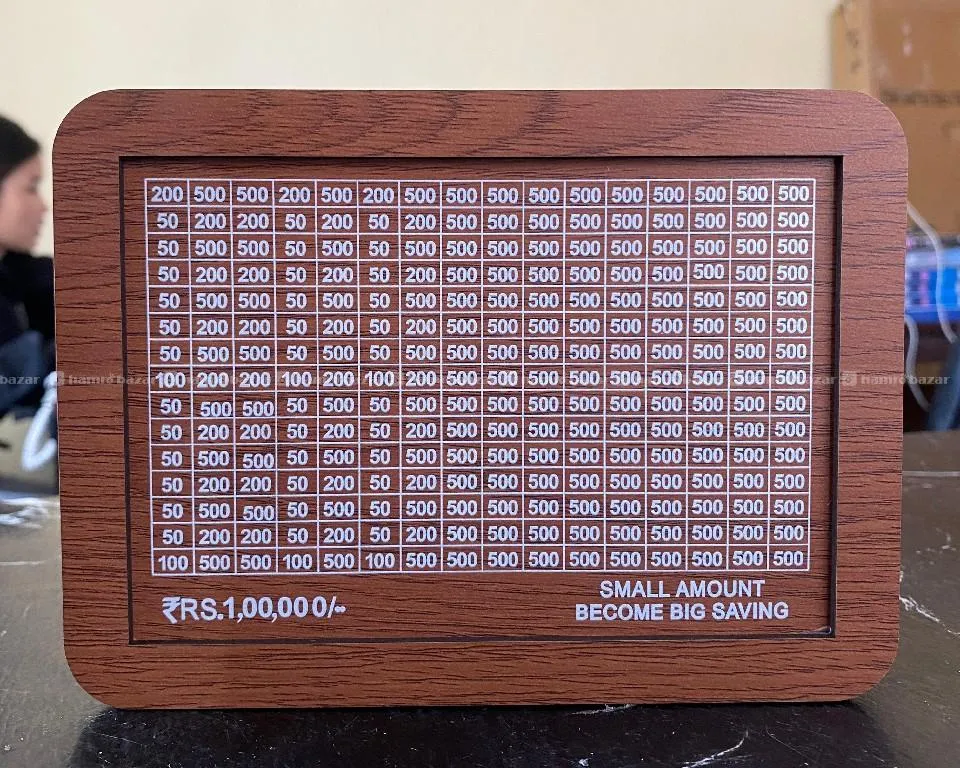 200 500 500 200 500 200 500 500 500 500 500 500 500 500 500 500
50 200 200 50 200 50 200 500 500 500 500 500 500 500 500 500
50 500 500 50 500 50 500 500 500 500 500 500 500 500 500 500
50 200 200 50 200 50 200 500 500 500 500 500 500 500 500 500
50 500 500 50 500 50 500 500 500 500 500 500 500 500 500 500
50 200 200 50 200 50 200 500 500 500 500 500 500 500 500 500
50 500 500 50 500 50 500 500 500 500 500 500 500 500 500 500
100 200 200 100 200 100 200 500 500 500 500 500 500 500 500 500
50 500 500 50 500 50 500 500 500 500 500 500 500 500 500 500
50 200 200 50 200 50 200 500 500 500 500 500 500 500 500 500
50 500 500 50 500 50 500 500 500 500 500 500 500 500 500 500
50 200 200 50 200 50 200 500 500 500 500 500 500 500 500 500
50 500 500 50 500 50 500 500 500 500 500 500 500 500 500 500
50 200 200 50 200 50 200 500 500 500 500 500 500 500 500 500
100 500 500 100 500 100 500 500 500 500 500 500 500 500 500 500
₹RS.1,00,000/--
SMALL AMOUNT
BECOME BIG SAVING
bazar hamrobazar
bazar hamrobazar